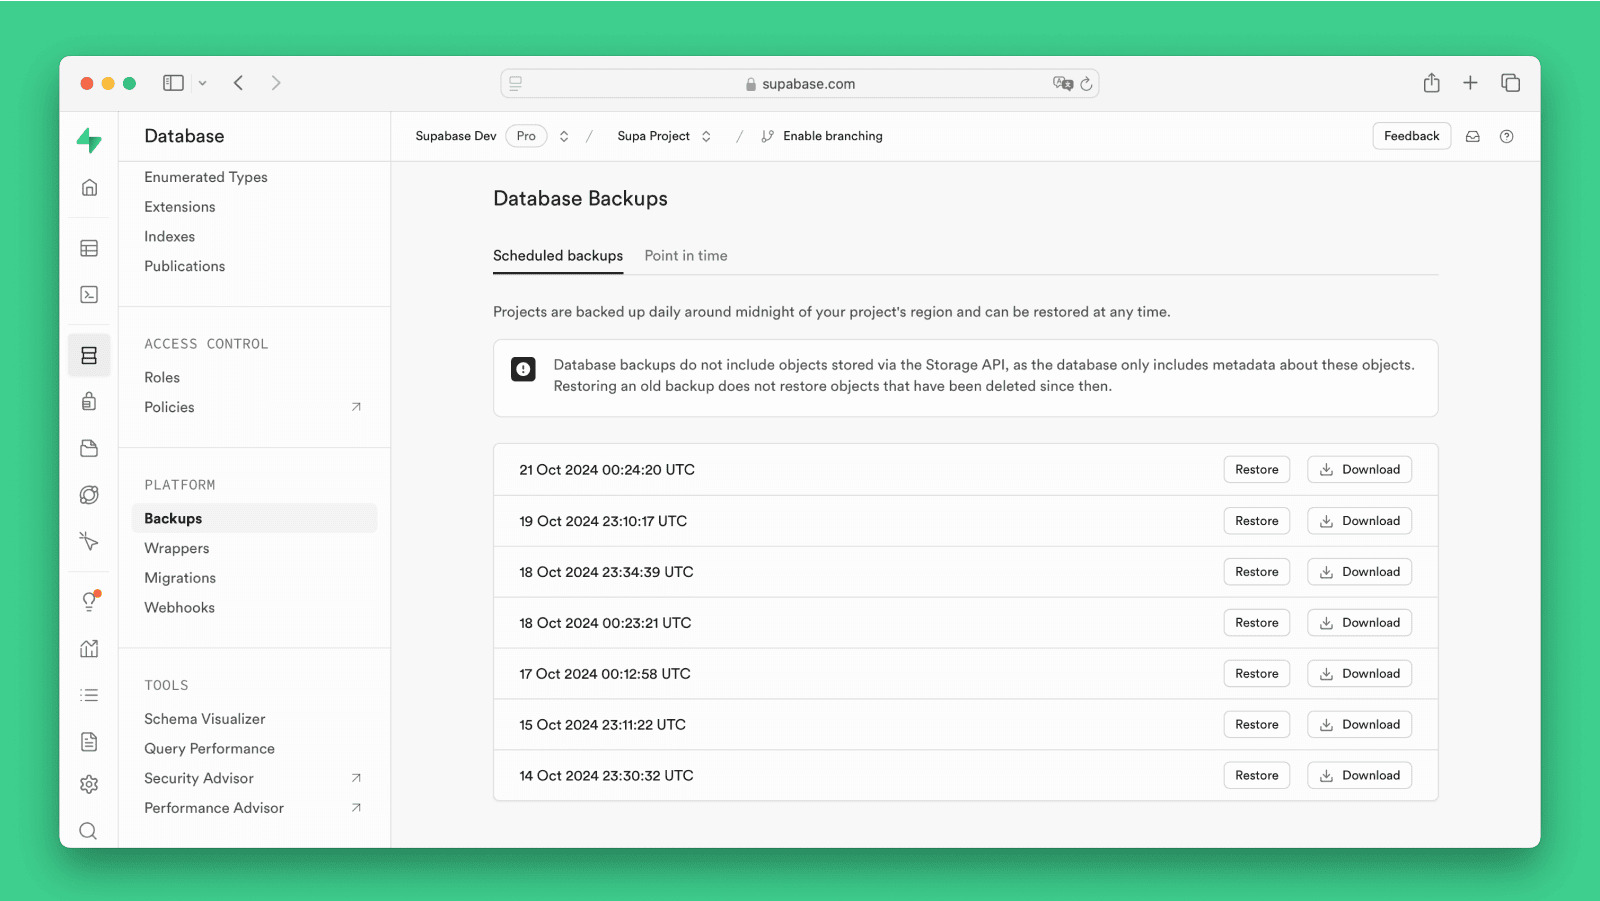 supabase.com
Database
Supabase Dev Pro / Supa Project / Enable branching
Feedback
Enumerated Types
Extensions
Indexes
Publications
ACCESS CONTROL
Roles
Policies
PLATFORM
Backups
Wrappers
Migrations
Webhooks
TOOLS
Schema Visualizer
Query Performance
Security Advisor
Performance Advisor
Database Backups
Scheduled backups Point in time
Projects are backed up daily around midnight of your project's region and can be restored at any time.
Database backups do not include objects stored via the Storage API, as the database only includes metadata about these objects.
Restoring an old backup does not restore objects that have been deleted since then.
21 Oct 2024 00:24:20 UTC Restore Download
19 Oct 2024 23:10:17 UTC Restore Download
18 Oct 2024 23:34:39 UTC Restore Download
18 Oct 2024 00:23:21 UTC Restore Download
17 Oct 2024 00:12:58 UTC Restore Download
15 Oct 2024 23:11:22 UTC Restore Download
14 Oct 2024 23:30:32 UTC Restore Download